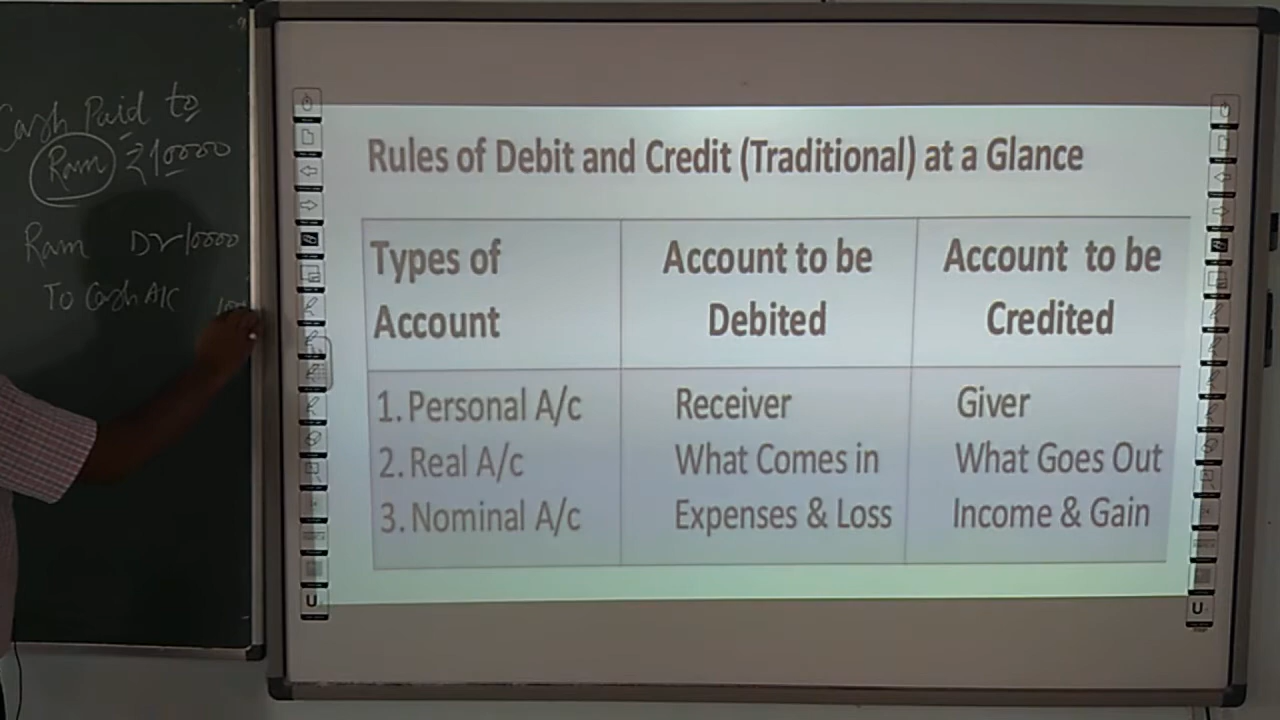 Cash Paid to
Ram ₹10000
Ram Dr 10000
To Cash A/C
Rules of Debit and Credit (Traditional) at a Glance
Types of Account
Account to be Debited
Account to be Credited
1. Personal A/c
Receiver
Giver
2. Real A/c
What Comes in
What Goes Out
3. Nominal A/c
Expenses & Loss
Income & Gain
U
U